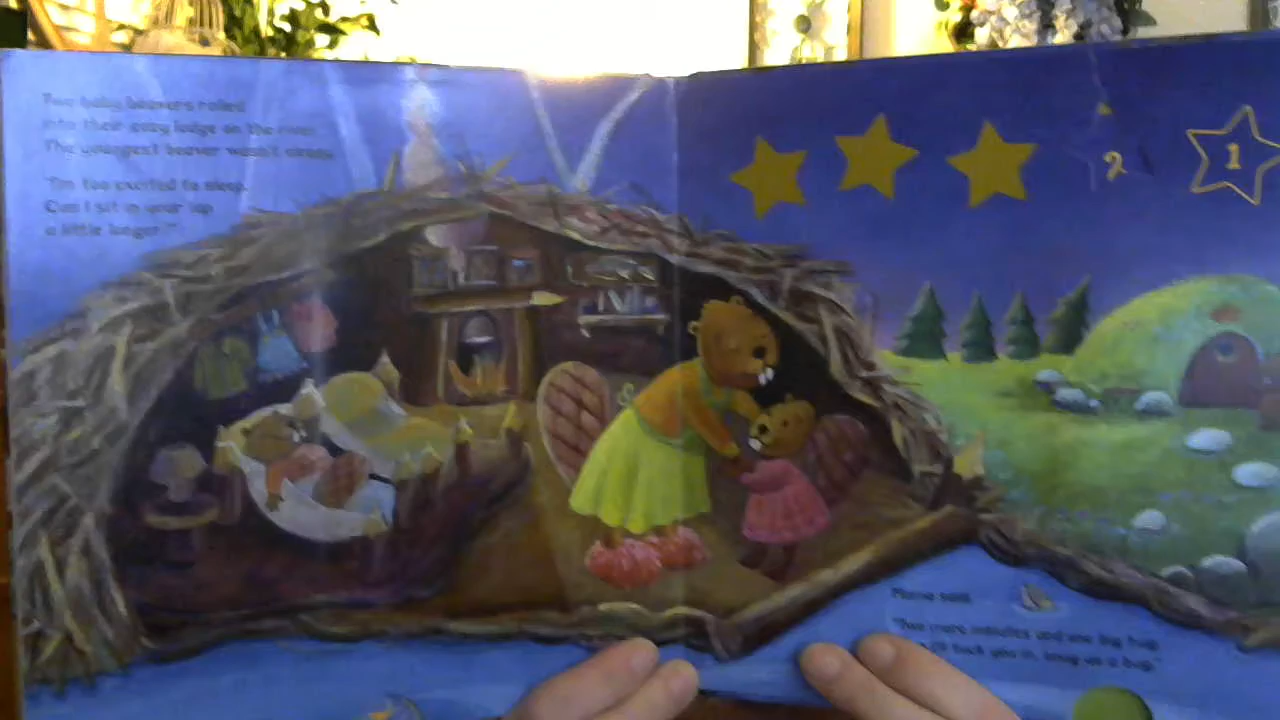 Two baby beavers rolled
into their cozy lodge on the river.
The youngest beaver wasn't
"I'm too excited to sleep.
Can I sit in your lap
a little longer?"
2
1
Mama said,
"Two more minutes and one big hug.
I'll tuck you in, snug as a bug."